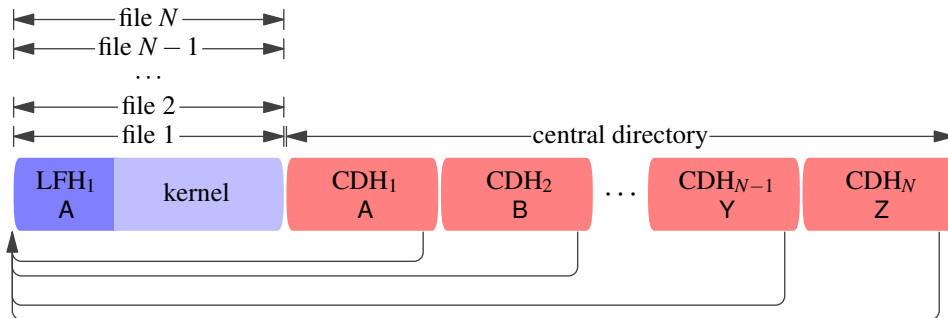 file N
file N − 1
...
file 2
file 1
central directory
LFH1
A
kernel
CDH1
A
CDH2
B
...
CDHN−1
Y
CDHN
Z